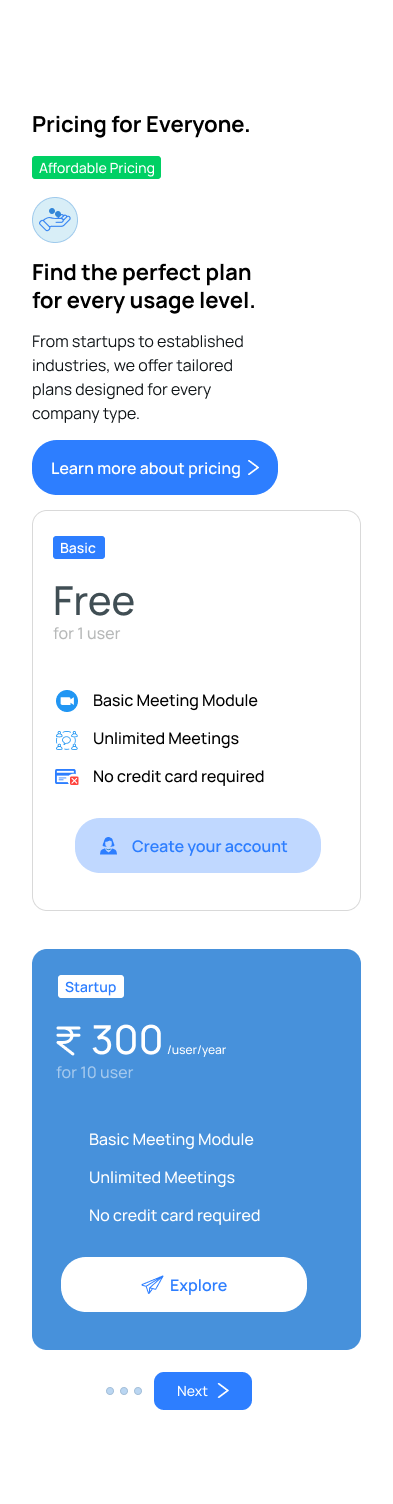 Pricing for Everyone.
Affordable Pricing
Find the perfect plan
for every usage level.
From startups to established
industries, we offer tailored
plans designed for every
company type.
Learn more about pricing
Basic
Free
for 1 user
Basic Meeting Module
Unlimited Meetings
No credit card required
Create your account
Startup
₹ 300 /user/year
for 10 user
Basic Meeting Module
Unlimited Meetings
No credit card required
Explore
Next